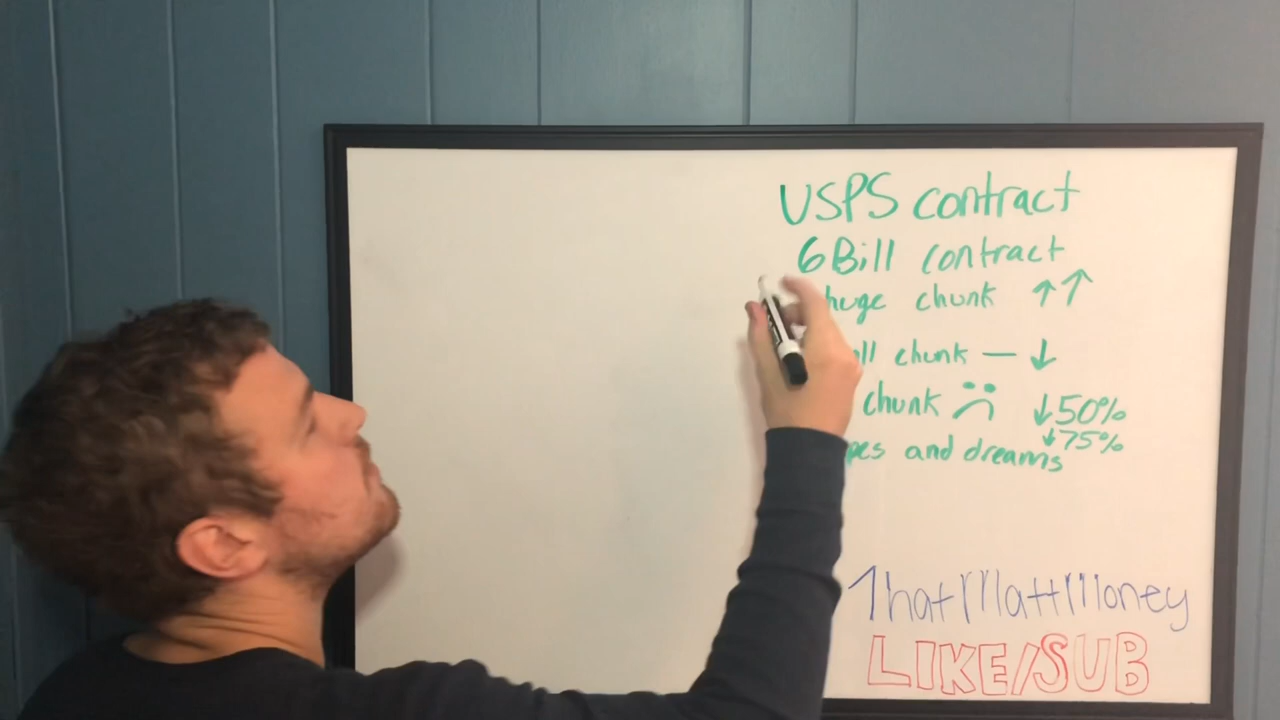 USPS contract
6Bill contract
huge chunk ↑↑
chunk — ↓
chunk ↓50%
↓75%
and dreams
ThatMattMoney
LIKE/SUB